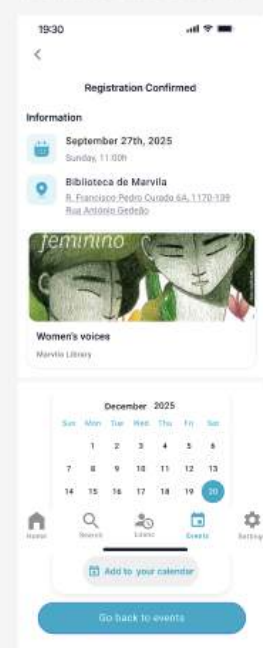 19:30
Registration Confirmed
Information
September 27th, 2025
Sunday, 11:00h
Biblioteca de Marvila
R. Francisco Pedro Curado 6A, 1170-139
Rua António Gedeão
feminino
Women's voices
Marvila Library
December 2025
Sun Mon Tue Wed Thu Fri Sat
1 2 3 4 5 6
7 8 9 10 11 12 13
14 15 16 17 18 19 20
Home Search Events Settings
Add to your calendar
Go back to events